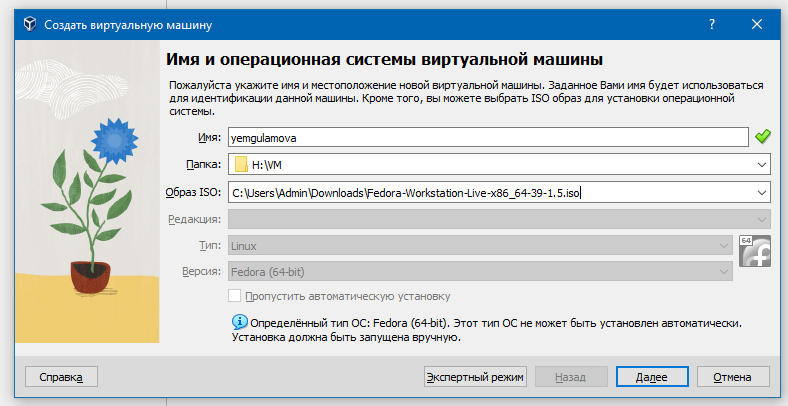 Создать виртуальную машину
? ×
Имя и операционная системы виртуальной машины
Пожалуйста укажите имя и местоположение новой виртуальной машины. Заданное Вами имя будет использоваться
для идентификации данной машины. Кроме того, вы можете выбрать ISO образ для установки операционной
системы.
Имя: yemgulamova
Папка: H:\VM
Образ ISO: C:\Users\Admin\Downloads\Fedora-Workstation-Live-x86_64-39-1.5.iso
Редакция:
Тип: Linux
64
Версия: Fedora (64-bit)
Пропустить автоматическую установку
Определённый тип ОС: Fedora (64-bit). Этот тип ОС не может быть установлен автоматически.
Установка должна быть запущена вручную.
Справка Экспертный режим Назад Далее Отмена